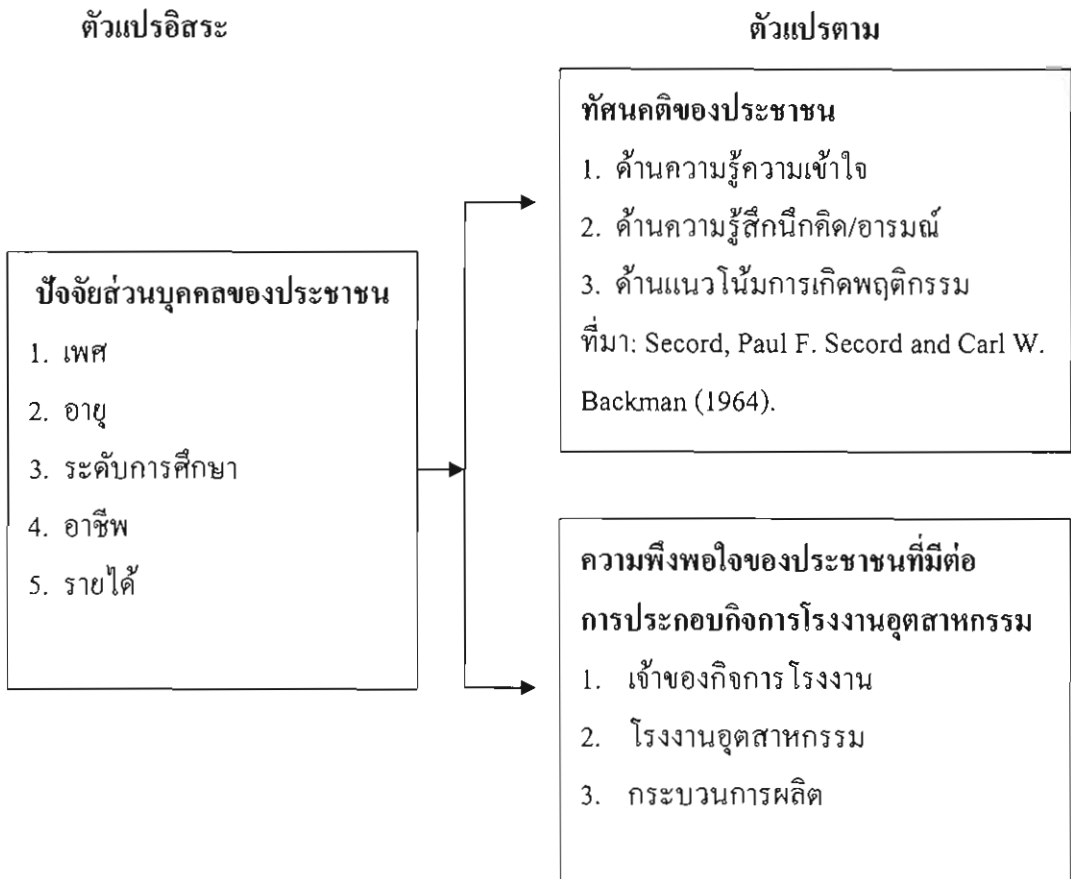 ตัวแปรอิสระ
ตัวแปรตาม
ปัจจัยส่วนบุคคลของประชาชน
1. เพศ
2. อายุ
3. ระดับการศึกษา
4. อาชีพ
5. รายได้
ทัศนคติของประชาชน
1. ด้านความรู้ความเข้าใจ
2. ด้านความรู้สึกนึกคิด/อารมณ์
3. ด้านแนวโน้มการเกิดพฤติกรรม
ที่มา: Secord, Paul F. Secord and Carl W.
Backman (1964).
ความพึงพอใจของประชาชนที่มีต่อ
การประกอบกิจการโรงงานอุตสาหกรรม
1. เจ้าของกิจการโรงงาน
2. โรงงานอุตสาหกรรม
3. กระบวนการผลิต